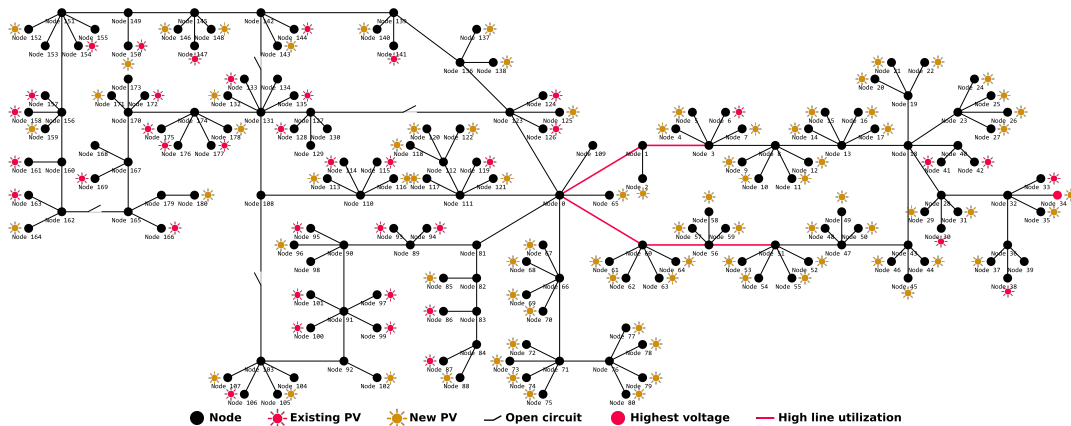 Node 151 Node 149 Node 145 Node 142 Node 139
Node 152 Node 155 Node 146 Node 148 Node 144 Node 140 Node 137
Node 153 Node 154 Node 150 Node 147 Node 143 Node 141
Node 136 Node 138 Node 21 Node 22
Node 173 Node 133 Node 134 Node 20 Node 24
Node 157 Node 171 Node 172 Node 132 Node 135 Node 124 Node 19 Node 25
Node 158 Node 156 Node 170 Node 174 Node 131 Node 127 Node 123 Node 125 Node 5 Node 6 Node 15 Node 16 Node 23 Node 26
Node 159 Node 175 Node 178 Node 128 Node 130 Node 120 Node 122 Node 126 Node 4 Node 7 Node 14 Node 17 Node 27
Node 168 Node 176 Node 177 Node 129 Node 118 Node 109 Node 1 Node 3 Node 8 Node 13 Node 18 Node 40
Node 161 Node 160 Node 167 Node 114 Node 115 Node 112 Node 119 Node 9 Node 12 Node 41 Node 42
Node 169 Node 113 Node 116 Node 117 Node 121 Node 2 Node 10 Node 11 Node 33
Node 163 Node 179 Node 180 Node 108 Node 110 Node 111 Node 0 Node 65 Node 28 Node 32 Node 34
Node 164 Node 162 Node 165 Node 58 Node 49 Node 29 Node 31 Node 35
Node 166 Node 95 Node 93 Node 94 Node 57 Node 59 Node 48 Node 50 Node 30
Node 96 Node 90 Node 89 Node 81 Node 67 Node 60 Node 56 Node 51 Node 47 Node 43 Node 36
Node 98 Node 68 Node 61 Node 64 Node 53 Node 52 Node 46 Node 44 Node 37 Node 39
Node 85 Node 82 Node 66 Node 62 Node 63 Node 54 Node 55 Node 45 Node 38
Node 101 Node 97 Node 69
Node 91 Node 86 Node 83 Node 70
Node 100 Node 99 Node 77
Node 84 Node 72 Node 78
Node 103 Node 92 Node 87 Node 73 Node 71 Node 76
Node 107 Node 104 Node 102 Node 88 Node 74 Node 79
Node 106 Node 105 Node 75 Node 80
Node Existing PV New PV Open circuit Highest voltage High line utilization